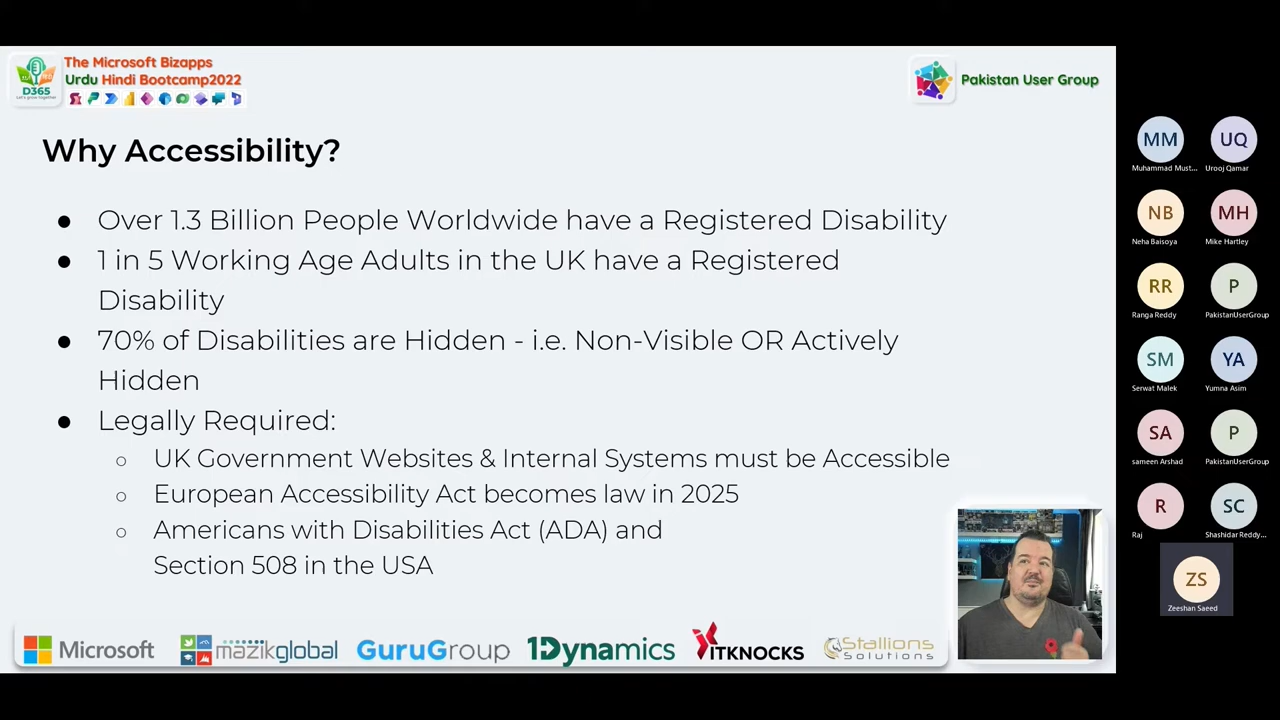 The Microsoft Bizapps
Urdu Hindi Bootcamp2022
D365
Let's grow together
Pakistan User Group
Why Accessibility?
● Over 1.3 Billion People Worldwide have a Registered Disability
● 1 in 5 Working Age Adults in the UK have a Registered
Disability
● 70% of Disabilities are Hidden - i.e. Non-Visible OR Actively
Hidden
● Legally Required:
○ UK Government Websites & Internal Systems must be Accessible
○ European Accessibility Act becomes law in 2025
○ Americans with Disabilities Act (ADA) and
Section 508 in the USA
Microsoft
mazikglobal
GuruGroup
1Dynamics
ITKNOCKS
Stallions
Solutions
MM
UQ
Muhammad Must...
Urooj Qamar
NB
MH
Neha Baisoya
Mike Hartley
RR
P
Ranga Reddy
PakistanUserGroup
SM
YA
Serwat Malek
Yumna Asim
SA
P
sameen Arshad
PakistanUserGroup
R
SC
Raj
Shashidar Reddy...
ZS
Zeeshan Saeed